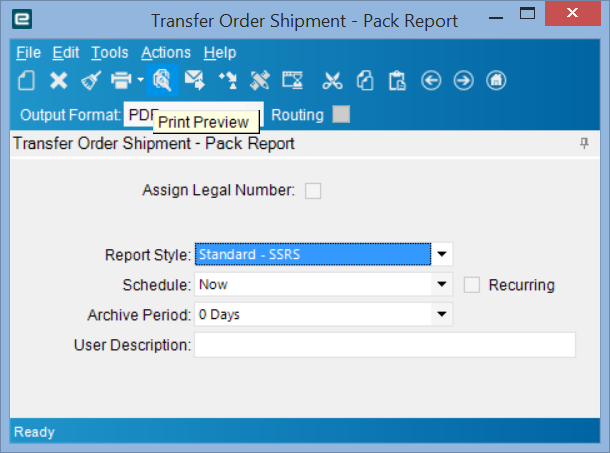 Transfer Order Shipment - Pack Report
File Edit Tools Actions Help
Output Format: PDF Routing
Print Preview
Transfer Order Shipment - Pack Report
Assign Legal Number:
Report Style: Standard - SSRS
Schedule: Now Recurring
Archive Period: 0 Days
User Description:
Ready